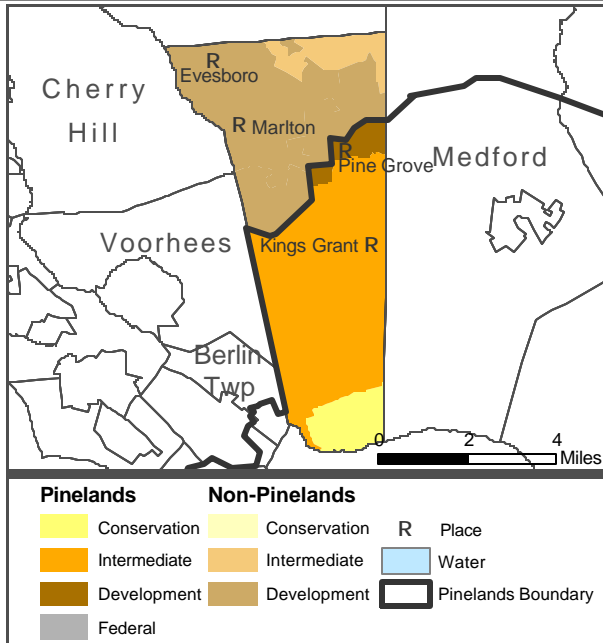 R
Evesboro
Cherry
Hill
R Marlton
R
Pine Grove
Medford
Voorhees
Kings Grant R
Berlin
Twp
0 2 4
Miles
Pinelands Non-Pinelands
Conservation Conservation R Place
Intermediate Intermediate Water
Development Development Pinelands Boundary
Federal